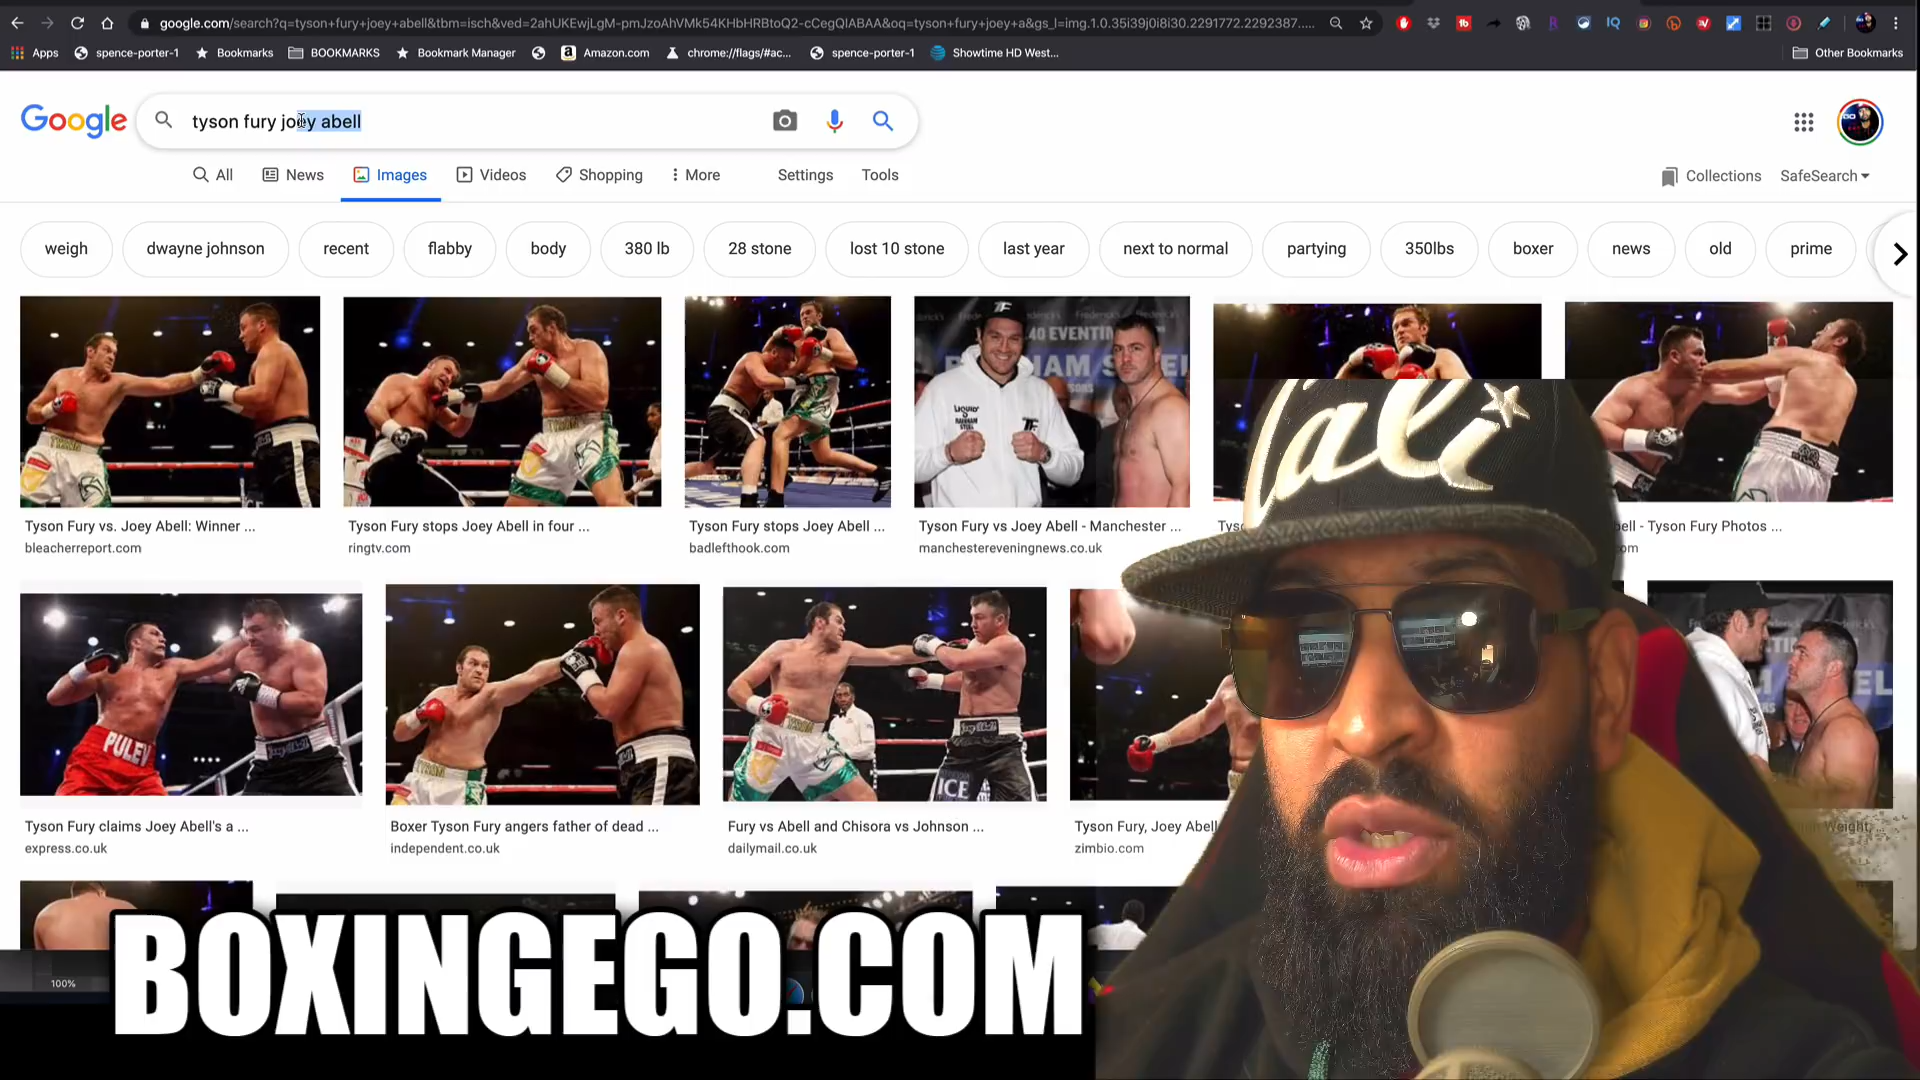 google.com/search?q=tyson+fury+joey+abell&tbm=isch&ved=2ahUKEwjLgM-pmJzoAhVMk54KHbHRBtoQ2-cCegQIABAA&oq=tyson+fury+joey+a&gs_l=img.1.0.35i39j0i8i30.2291772.2292387....
Apps spence-porter-1 Bookmarks BOOKMARKS Bookmark Manager Amazon.com chrome://flags/#ac... spence-porter-1 Showtime HD West... Other Bookmarks
Google tyson fury joey abell
All News Images Videos Shopping More Settings Tools Collections SafeSearch
weigh dwayne johnson recent flabby body 380 lb 28 stone lost 10 stone last year next to normal partying 350lbs boxer news old prime
TF
40 EVENTIN
Tyson Fury vs. Joey Abell: Winner ...
bleacherreport.com
Tyson Fury stops Joey Abell in four ...
ringtv.com
Tyson Fury stops Joey Abell ...
badlefthook.com
Tyson Fury vs Joey Abell - Manchester ...
manchestereveningnews.co.uk
bell - Tyson Fury Photos ...
Cali
PULEV
ICE
Tyson Fury claims Joey Abell's a ...
express.co.uk
Boxer Tyson Fury angers father of dead ...
independent.co.uk
Fury vs Abell and Chisora vs Johnson ...
dailymail.co.uk
Tyson Fury, Joey Abell
zimbio.com
Weight,
100%
BOXINGEGO.COM